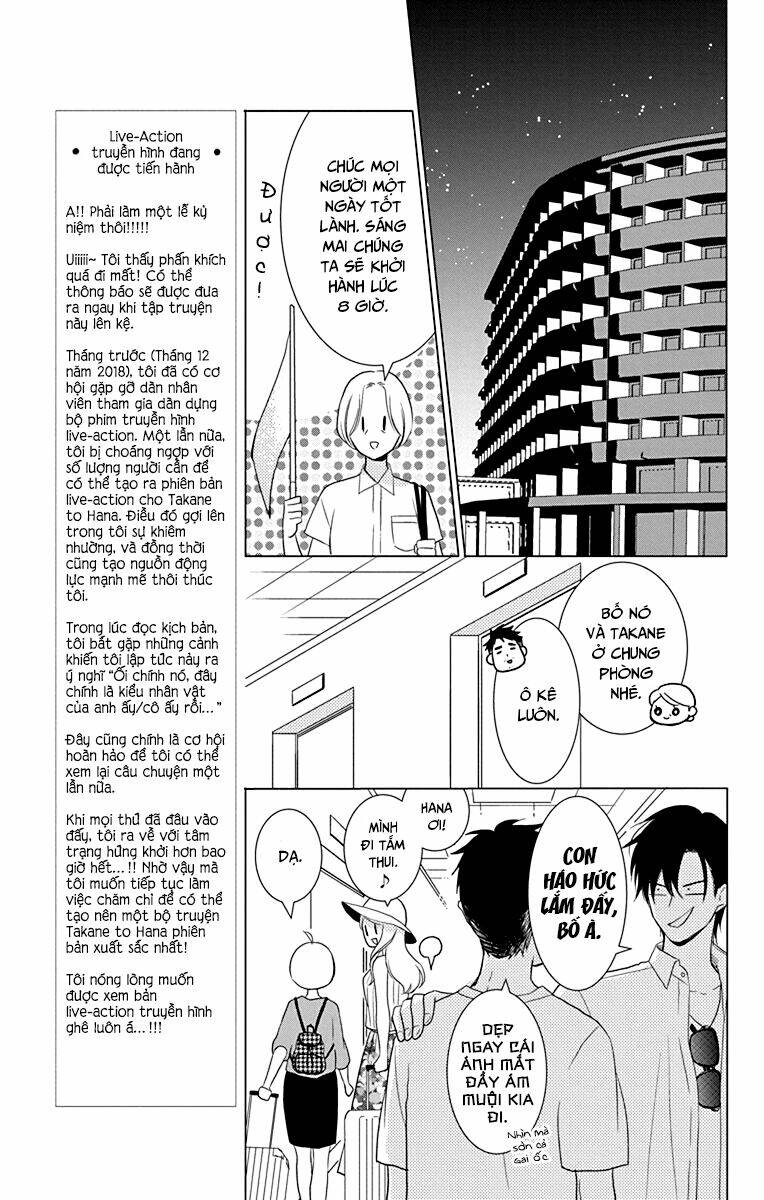 CHÚC MỌI
NGƯỜI MỘT
NGÀY TỐT
LÀNH. SÁNG
MAI CHÚNG
TA SẼ KHỞI
HÀNH LÚC
8 GIỜ.
Được!
BỐ NÓ
VÀ TAKANE
Ở CHUNG
PHÒNG
NHÉ.
Ô KÊ
LUÔN.
CON
HÁO HỨC
LẮM ĐẤY,
BỐ À.
HANA
ƠI!
MÌNH
ĐI TẮM
THUI.
♪
DẠ.
DẸP
NGAY CÁI
ÁNH MẮT
ĐẦY ÁM
MUỘI KIA
ĐI.
Nhìn mà
sởn cả
gai ốc
Live-Action
• truyền hình đang •
được tiến hành
A!! Phải làm một lễ kỷ
niệm thôi!!!!!
Uiiiii~ Tôi thấy phấn khích
quá đi mất! Có thể
thông báo sẽ được đưa
ra ngay khi tập truyện
này lên kệ.
Tháng trước (Tháng 12
năm 2018), tôi đã có cơ
hội gặp gỡ dàn nhân
viên tham gia dàn dựng
bộ phim truyền hình
live-action. Một lần nữa,
tôi bị choáng ngợp với
số lượng người cần để
có thể tạo ra phiên bản
live-action cho Takane
to Hana. Điều đó gợi lên
trong tôi sự khiêm
nhường, và đồng thời
cũng tạo nguồn động
lực mạnh mẽ thôi thúc
tôi.
Trong lúc đọc kịch bản,
tôi bắt gặp những cảnh
khiến tôi lập tức nảy ra
ý nghĩ "Ối chính nó, đây
chính là kiểu nhân vật
của anh ấy/cô ấy rồi..."
Đây cũng chính là cơ hội
hoàn hảo để tôi có thể
xem lại câu chuyện một
lần nữa.
Khi mọi thứ đã đâu vào
đấy, tôi ra về với tâm
trạng hứng khởi hơn bao
giờ hết...!! Nhờ vậy mà
tôi muốn tiếp tục làm
việc chăm chỉ để có thể
tạo nên một bộ truyện
Takane to Hana phiên
bản xuất sắc nhất!
Tôi nóng lòng muốn
được xem bản
live-action truyền hình
ghê luôn á...!!!